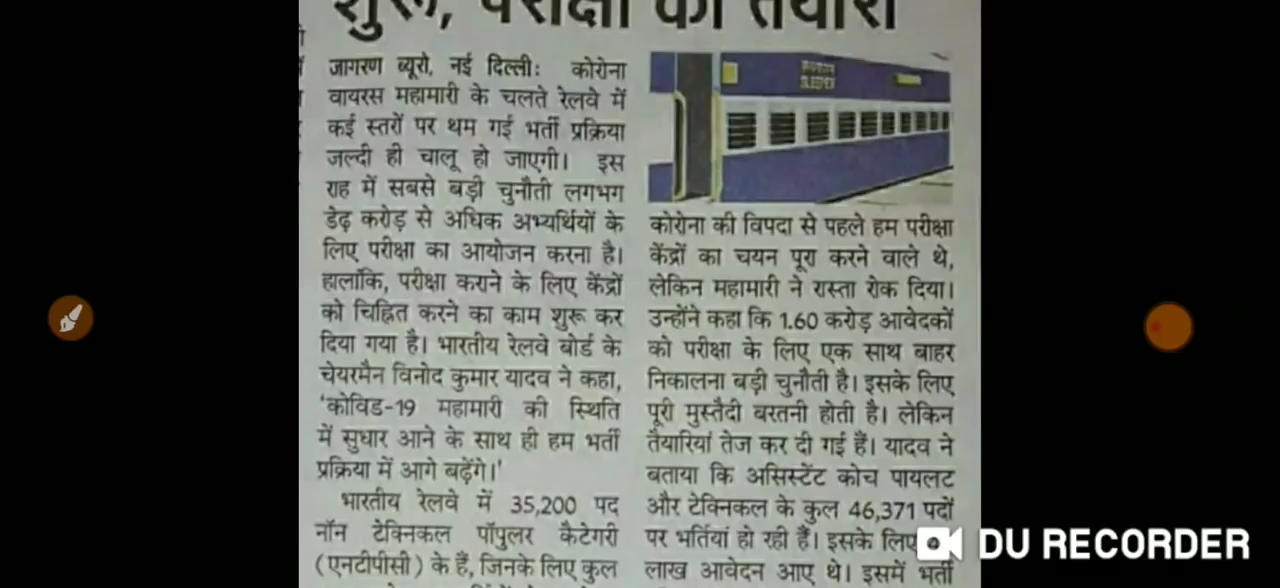 शुरू, परीक्षा की तैयारी
जागरण ब्यूरो, नई दिल्ली: कोरोना
वायरस महामारी के चलते रेलवे में
कई स्तरों पर थम गई भर्ती प्रक्रिया
जल्दी ही चालू हो जाएगी। इस
राह में सबसे बड़ी चुनौती लगभग
डेढ़ करोड़ से अधिक अभ्यर्थियों के
लिए परीक्षा का आयोजन करना है।
हालांकि, परीक्षा कराने के लिए केंद्रों
को चिह्नित करने का काम शुरू कर
दिया गया है। भारतीय रेलवे बोर्ड के
चेयरमैन विनोद कुमार यादव ने कहा,
'कोविड-19 महामारी की स्थिति
में सुधार आने के साथ ही हम भर्ती
प्रक्रिया में आगे बढ़ेंगे।'
भारतीय रेलवे में 35,200 पद
नॉन टेक्निकल पॉपुलर कैटेगरी
(एनटीपीसी) के हैं, जिनके लिए कुल
SLEEPER
कोरोना की विपदा से पहले हम परीक्षा
केंद्रों का चयन पूरा करने वाले थे,
लेकिन महामारी ने रास्ता रोक दिया।
उन्होंने कहा कि 1.60 करोड़ आवेदकों
को परीक्षा के लिए एक साथ बाहर
निकालना बड़ी चुनौती है। इसके लिए
पूरी मुस्तैदी बरतनी होती है। लेकिन
तैयारियां तेज कर दी गई हैं। यादव ने
बताया कि असिस्टेंट कोच पायलट
और टेक्निकल के कुल 46,371 पदों
पर भर्तियां हो रही हैं। इसके लिए
लाख आवेदन आए थे। इसमें भर्ती
DU RECORDER